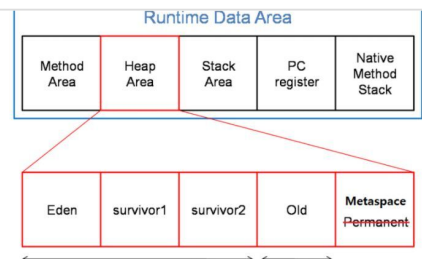 Runtime Data Area
Method Area
Heap Area
Stack Area
PC register
Native Method Stack
Eden
survivor1
survivor2
Old
Metaspace
Permanent